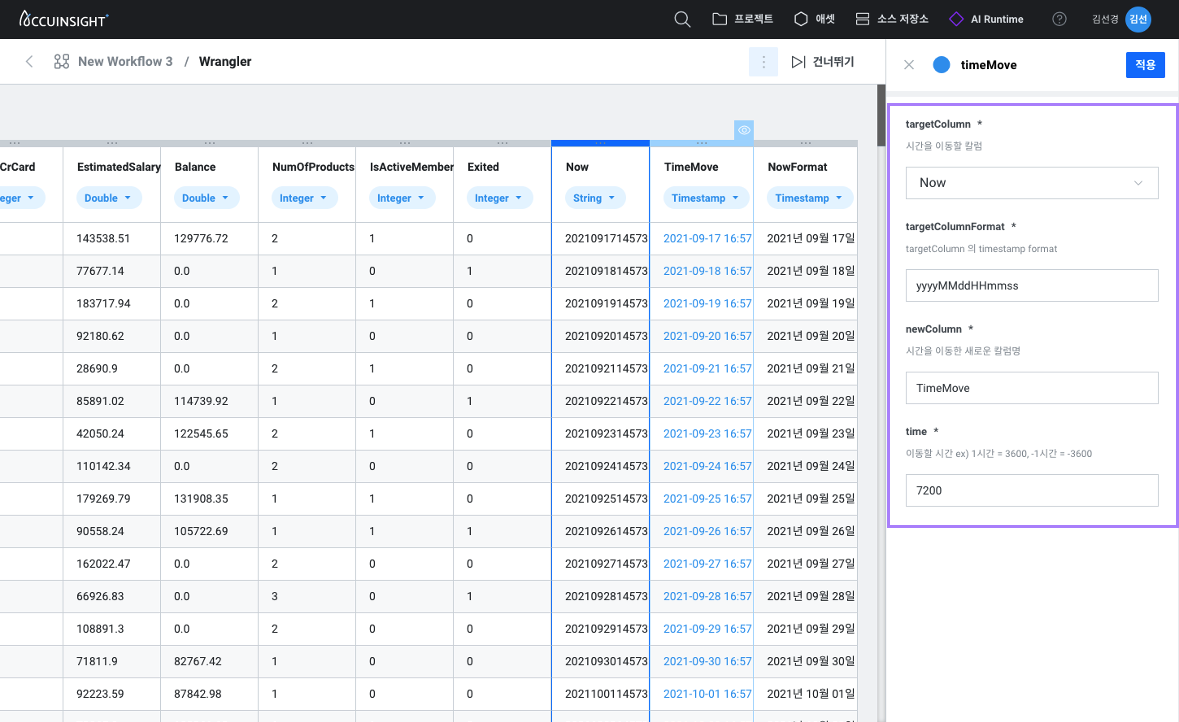 ACCUINSIGHT+
프로젝트 애셋 소스 저장소 AI Runtime 김선경 김선
New Workflow 3 / Wrangler 건너뛰기
timeMove 적용
CrCard EstimatedSalary Balance NumOfProducts IsActiveMember Exited Now TimeMove NowFormat
eger Double Double Integer Integer Integer String Timestamp Timestamp
143538.51 129776.72 2 1 0 2021091714573 2021-09-17 16:57 2021년 09월 17일
77677.14 0.0 1 0 1 2021091814573 2021-09-18 16:57 2021년 09월 18일
183717.94 0.0 2 1 0 2021091914573 2021-09-19 16:57 2021년 09월 19일
92180.62 0.0 1 0 0 2021092014573 2021-09-20 16:57 2021년 09월 20일
28690.9 0.0 2 1 0 2021092114573 2021-09-21 16:57 2021년 09월 21일
85891.02 114739.92 1 0 1 2021092214573 2021-09-22 16:57 2021년 09월 22일
42050.24 122545.65 2 1 0 2021092314573 2021-09-23 16:57 2021년 09월 23일
110142.34 0.0 2 0 0 2021092414573 2021-09-24 16:57 2021년 09월 24일
179269.79 131908.35 1 1 0 2021092514573 2021-09-25 16:57 2021년 09월 25일
90558.24 105722.69 1 1 1 2021092614573 2021-09-26 16:57 2021년 09월 26일
162022.47 0.0 2 0 0 2021092714573 2021-09-27 16:57 2021년 09월 27일
66926.83 0.0 3 0 1 2021092814573 2021-09-28 16:57 2021년 09월 28일
108891.3 0.0 2 0 0 2021092914573 2021-09-29 16:57 2021년 09월 29일
71811.9 82767.42 1 0 0 2021093014573 2021-09-30 16:57 2021년 09월 30일
92223.59 87842.98 1 0 0 2021100114573 2021-10-01 16:57 2021년 10월 01일
targetColumn *
시간을 이동할 칼럼
Now
targetColumnFormat *
targetColumn 의 timestamp format
yyyyMMddHHmmss
newColumn *
시간을 이동한 새로운 칼럼명
TimeMove
time *
이동할 시간 ex) 1시간 = 3600, -1시간 = -3600
7200